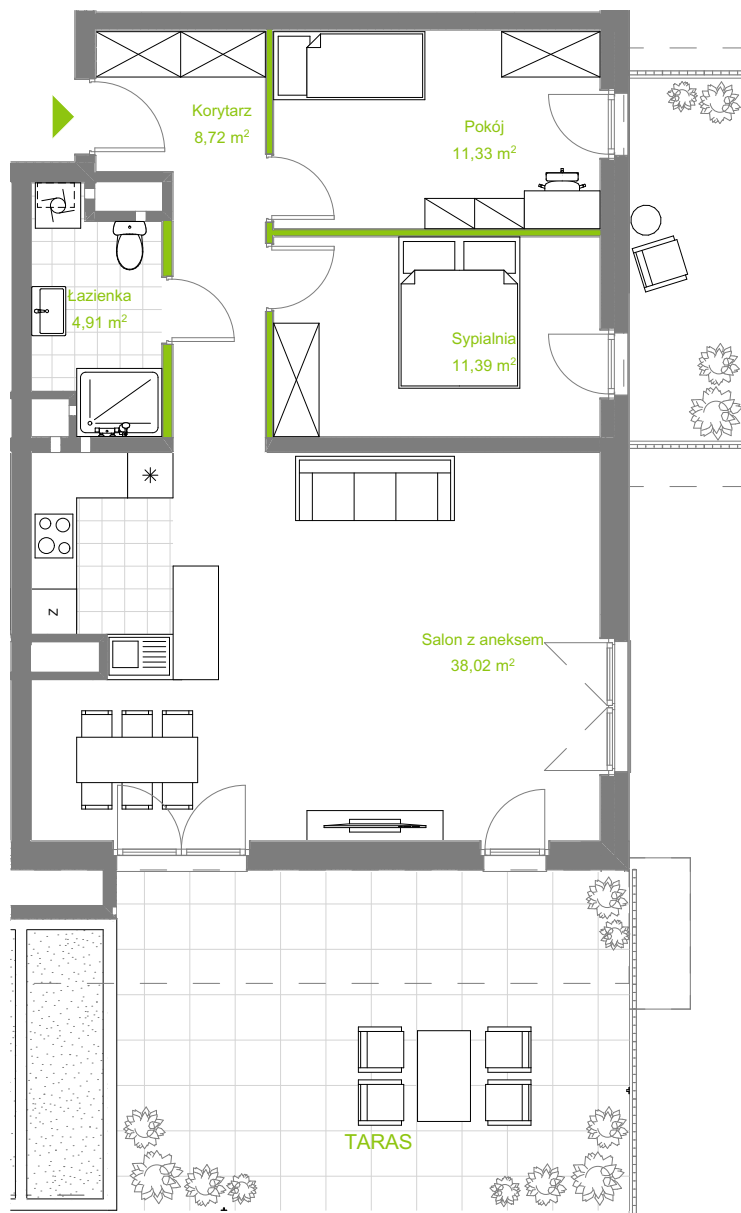 Korytarz
8,72 m²
Pokój
11,33 m²
Łazienka
4,91 m²
Sypialnia
11,39 m²
Z
Salon z aneksem
38,02 m²
TARAS